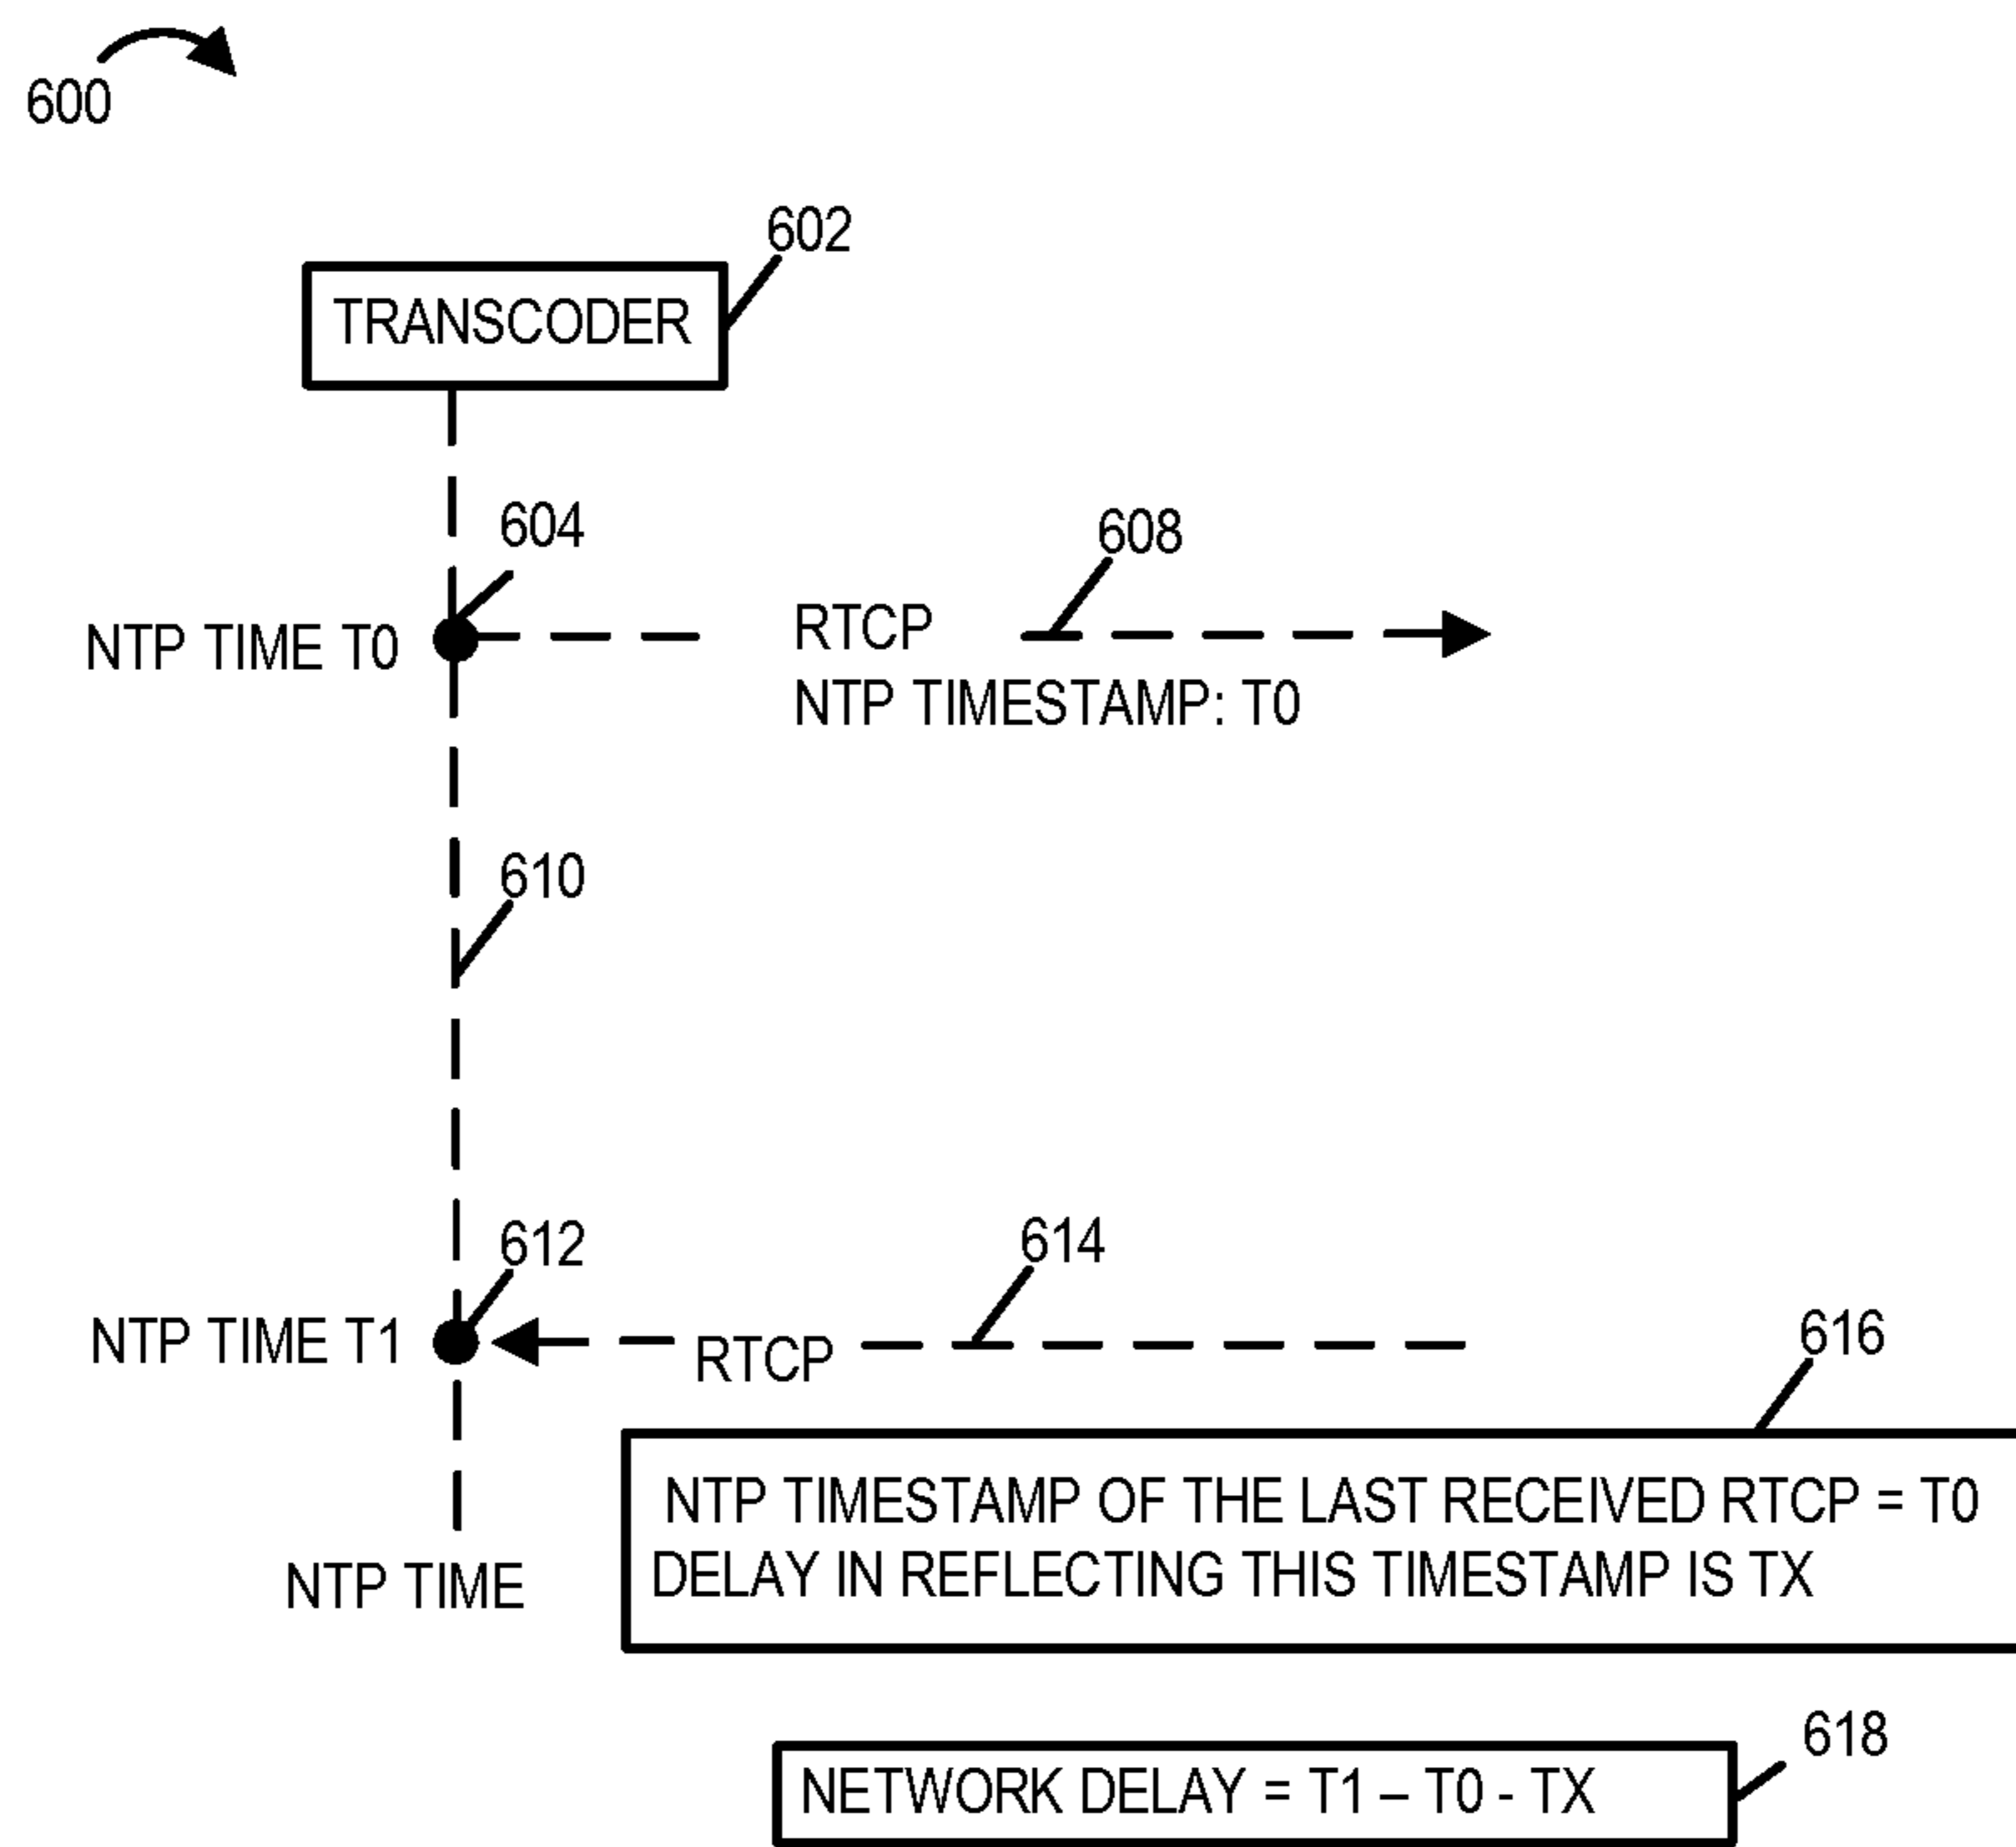 600
602
TRANSCODER
604
608
NTP TIME T0
RTCP
NTP TIMESTAMP: T0
610
612
614
NTP TIME T1
RTCP
616
NTP TIMESTAMP OF THE LAST RECEIVED RTCP = T0
DELAY IN REFLECTING THIS TIMESTAMP IS TX
NTP TIME
618
NETWORK DELAY = T1 – T0 - TX